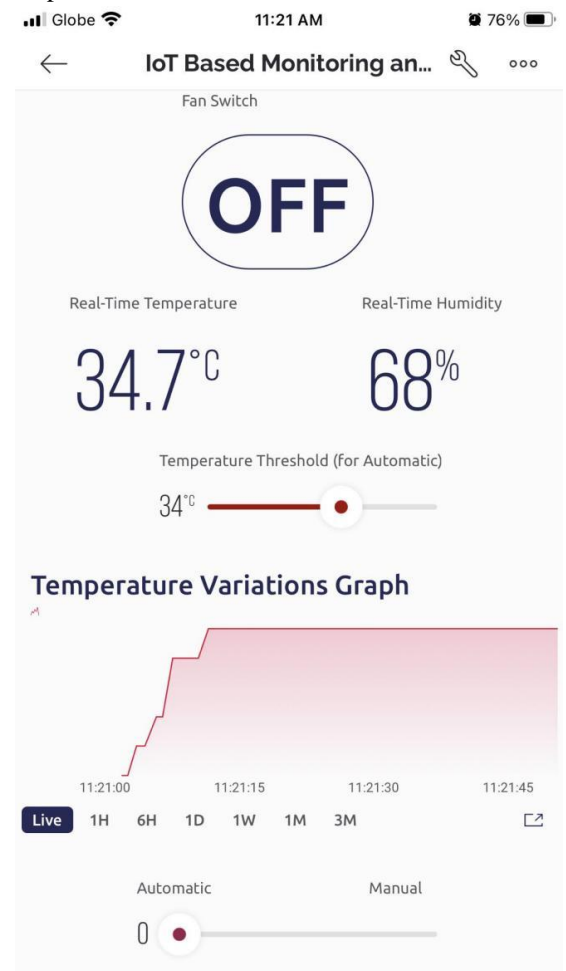 Globe 11:21 AM 76%
IoT Based Monitoring an...
Fan Switch
OFF
Real-Time Temperature Real-Time Humidity
34.7°C 68%
Temperature Threshold (for Automatic)
34°C
Temperature Variations Graph
11:21:00 11:21:15 11:21:30 11:21:45
Live 1H 6H 1D 1W 1M 3M
Automatic Manual
0